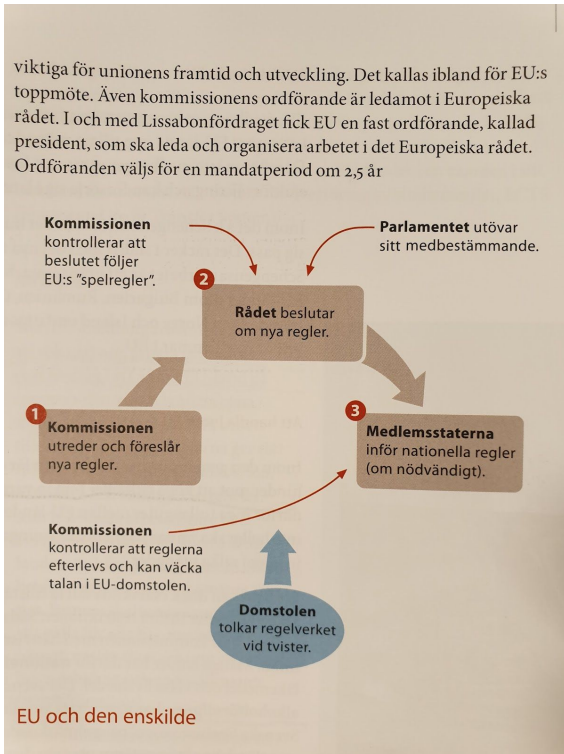 viktiga för unionens framtid och utveckling. Det kallas ibland för EU:s
toppmöte. Även kommissionens ordförande är ledamot i Europeiska
rådet. I och med Lissabonfördraget fick EU en fast ordförande, kallad
president, som ska leda och organisera arbetet i det Europeiska rådet.
Ordföranden väljs för en mandatperiod om 2,5 år
Kommissionen
kontrollerar att
beslutet följer
EU:s ”spelregler”.
Parlamentet utövar
sitt medbestämmande.
2
Rådet beslutar
om nya regler.
1
Kommissionen
utreder och föreslår
nya regler.
3
Medlemsstaterna
inför nationella regler
(om nödvändigt).
Kommissionen
kontrollerar att reglerna
efterlevs och kan väcka
talan i EU-domstolen.
Domstolen
tolkar regelverket
vid tvister.
EU och den enskilde